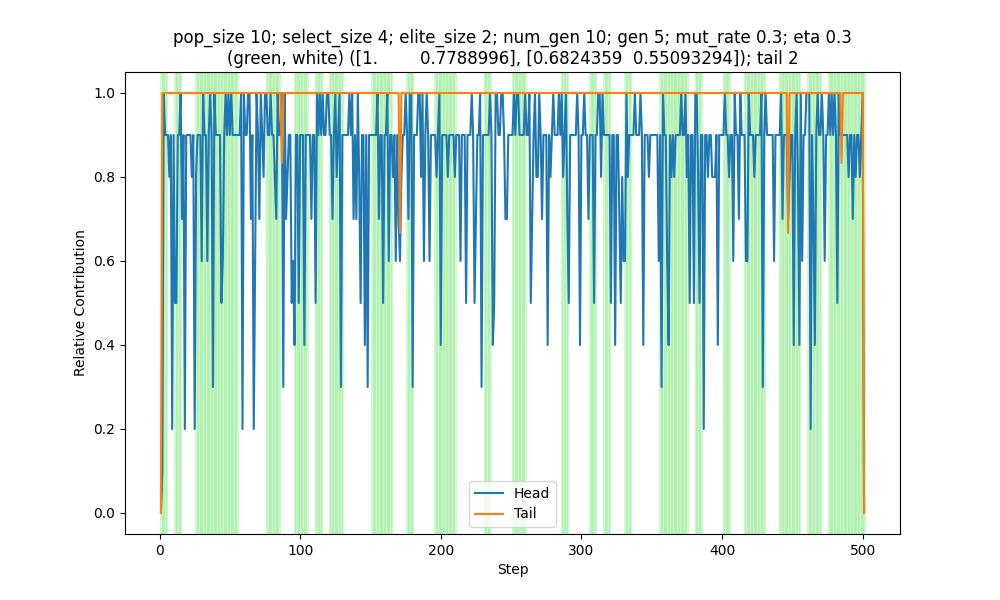 pop_size 10; select_size 4; elite_size 2; num_gen 10; gen 5; mut_rate 0.3; eta 0.3
(green, white) ([1.         0.7788996], [0.6824359  0.55093294]); tail 2
1.0
0.8
0.6
0.4
0.2
0.0
Relative Contribution
Head
Tail
0
100
200
300
400
500
Step